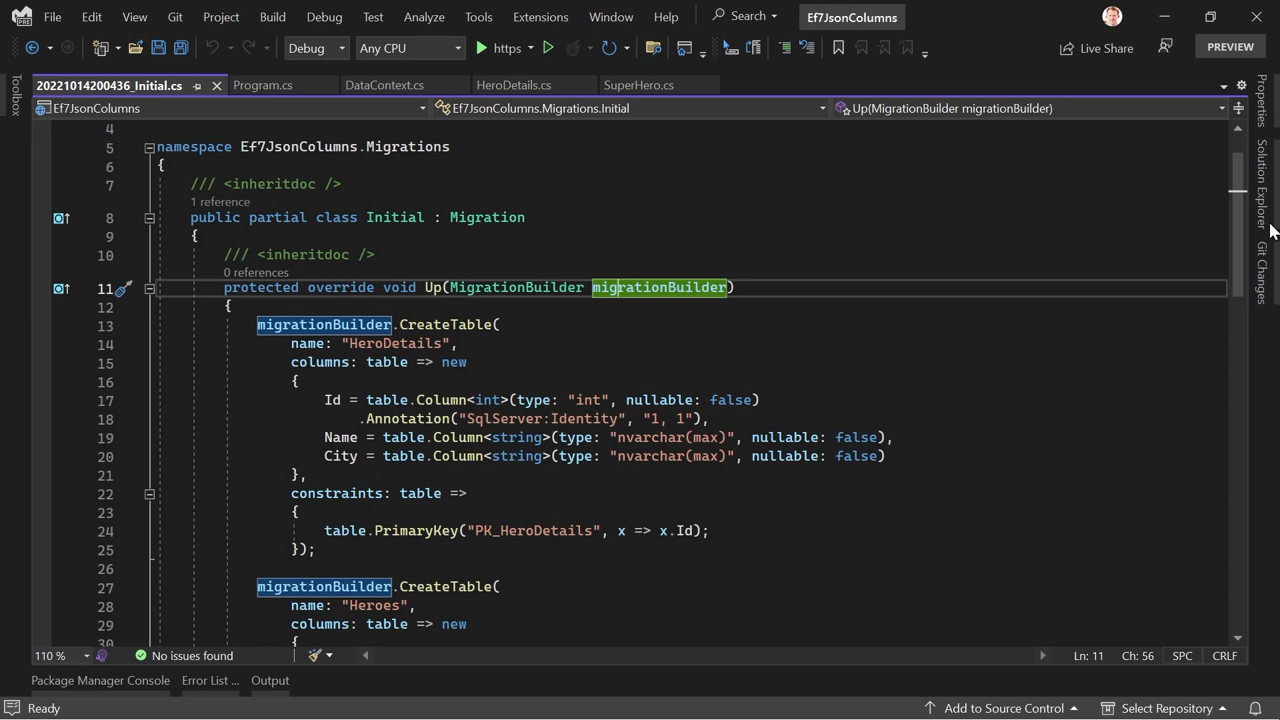 File Edit View Git Project Build Debug Test Analyze Tools Extensions Window Help Search Ef7JsonColumns
Debug Any CPU https Live Share PREVIEW
20221014200436_Initial.cs Program.cs DataContext.cs HeroDetails.cs SuperHero.cs
Ef7JsonColumns Ef7JsonColumns.Migrations.Initial Up(MigrationBuilder migrationBuilder)
Toolbox
Properties
Solution Explorer
Git Changes
4
5 namespace Ef7JsonColumns.Migrations
6 {
7 /// <inheritdoc />
1 reference
8 public partial class Initial : Migration
9 {
10 /// <inheritdoc />
0 references
11 protected override void Up(MigrationBuilder migrationBuilder)
12 {
13 migrationBuilder.CreateTable(
14 name: "HeroDetails",
15 columns: table => new
16 {
17 Id = table.Column<int>(type: "int", nullable: false)
18 .Annotation("SqlServer:Identity", "1, 1"),
19 Name = table.Column<string>(type: "nvarchar(max)", nullable: false),
20 City = table.Column<string>(type: "nvarchar(max)", nullable: false)
21 },
22 constraints: table =>
23 {
24 table.PrimaryKey("PK_HeroDetails", x => x.Id);
25 });
26
27 migrationBuilder.CreateTable(
28 name: "Heroes",
29 columns: table => new
30 {
110 % No issues found Ln: 11 Ch: 56 SPC CRLF
Package Manager Console Error List ... Output
Ready Add to Source Control Select Repository